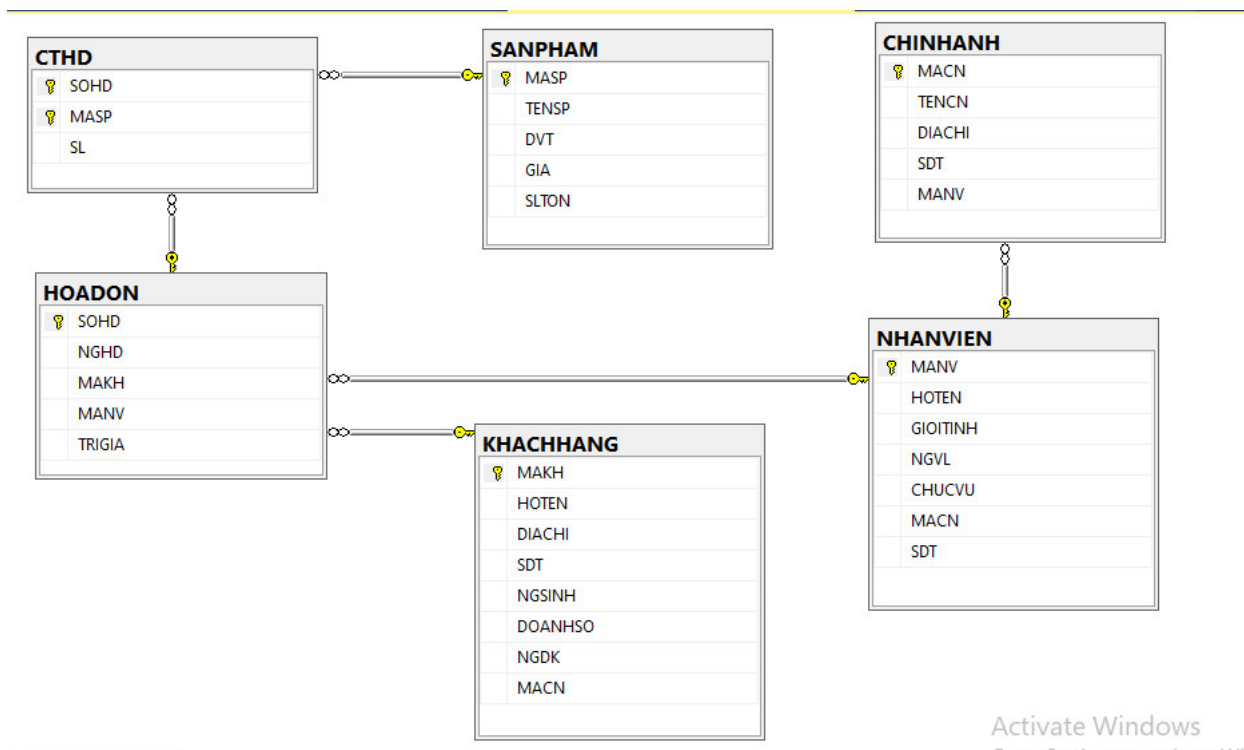 CTHD
SOHD
MASP
SL
SANPHAM
MASP
TENSP
DVT
GIA
SLTON
CHINHANH
MACN
TENCN
DIACHI
SDT
MANV
HOADON
SOHD
NGHD
MAKH
MANV
TRIGIA
KHACHHANG
MAKH
HOTEN
DIACHI
SDT
NGSINH
DOANHSO
NGDK
MACN
NHANVIEN
MANV
HOTEN
GIOITINH
NGVL
CHUCVU
MACN
SDT
Activate Windows